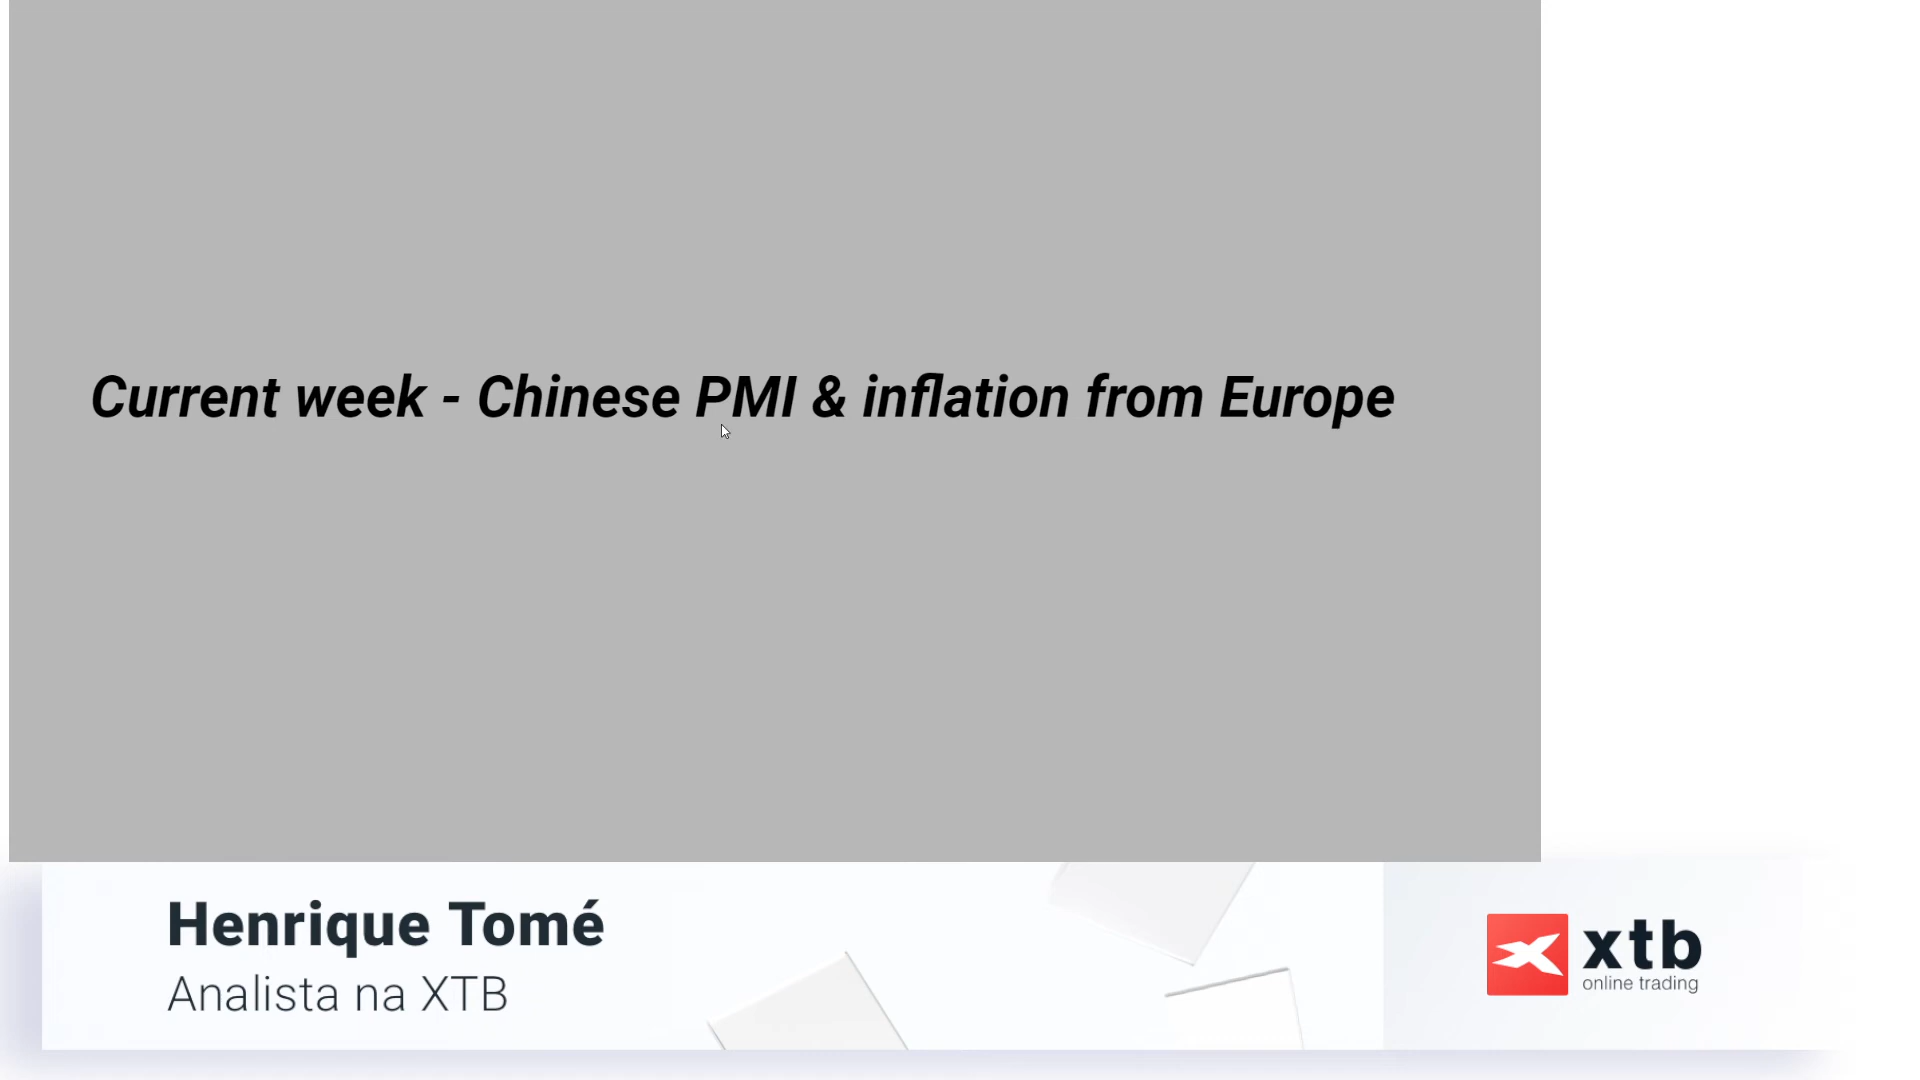 Current week - Chinese PMI & inflation from Europe
Henrique Tomé
Analista na XTB
xtb
online trading